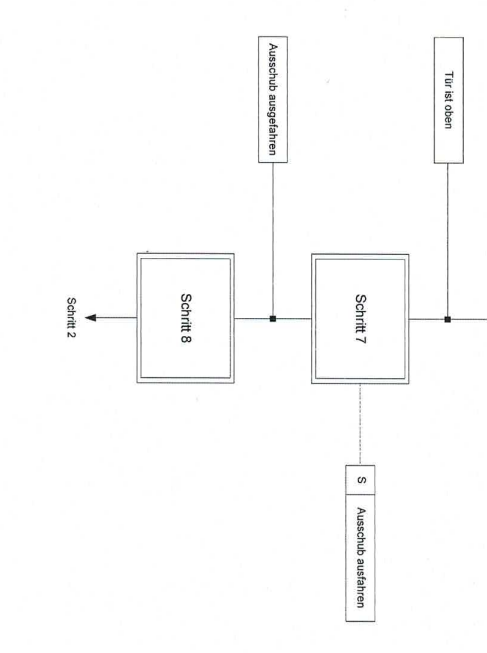 Tür ist oben
Schritt 7
S
Ausschub ausfahren
Ausschub ausgefahren
Schritt 8
Schritt 2